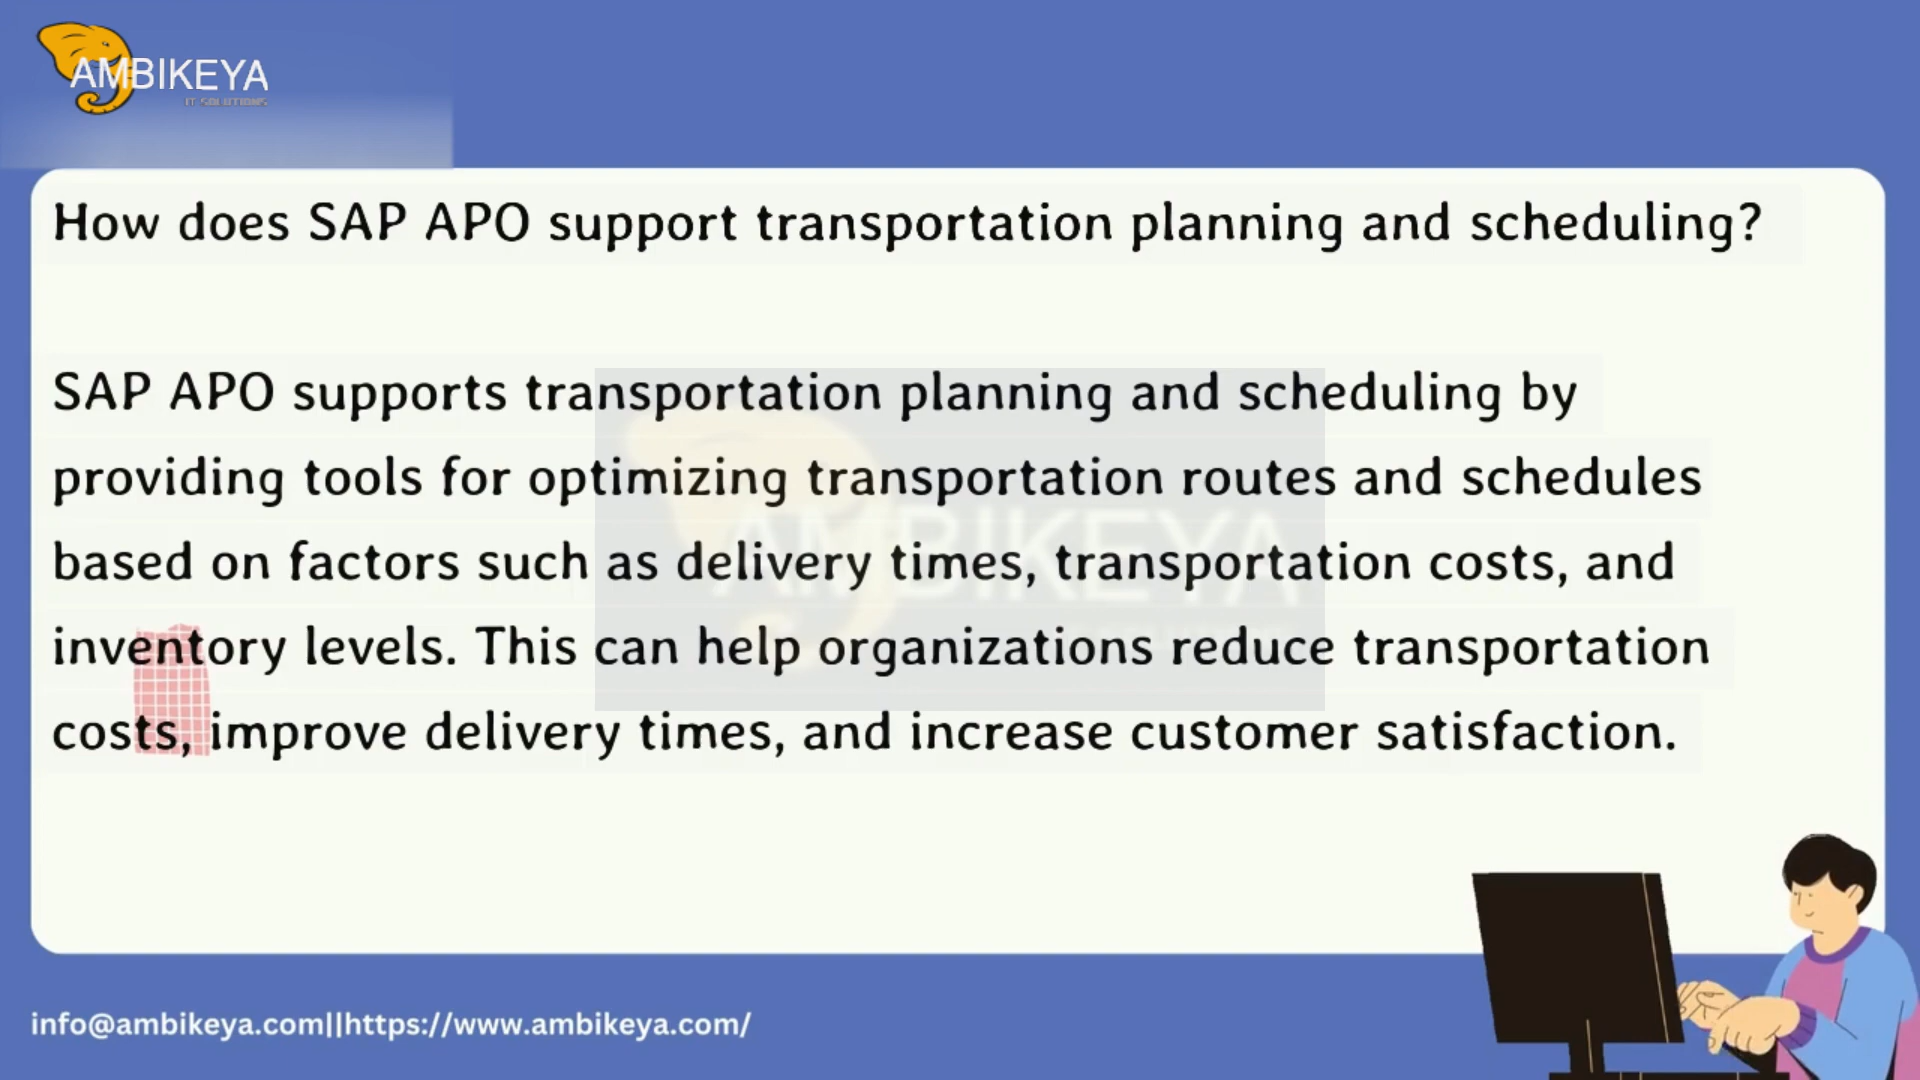 AMBIKEYA
IT SOLUTIONS
How does SAP APO support transportation planning and scheduling?
SAP APO supports transportation planning and scheduling by
providing tools for optimizing transportation routes and schedules
based on factors such as delivery times, transportation costs, and
inventory levels. This can help organizations reduce transportation
costs, improve delivery times, and increase customer satisfaction.
AMBIKEYA
info@ambikeya.com||https://www.ambikeya.com/